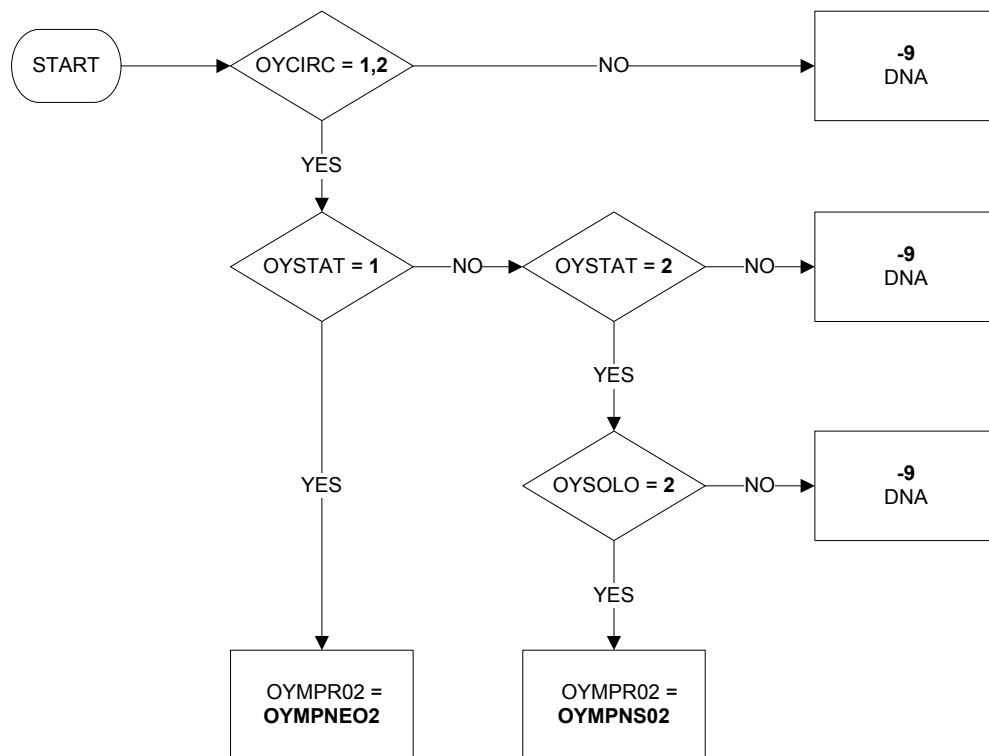 START
OYCIRC = 1,2
NO
-9
DNA
YES
OYSTAT = 1
NO
OYSTAT = 2
NO
-9
DNA
YES
OYSOLO = 2
NO
-9
DNA
YES
YES
OYMPR02 =
OYMPNEO2
OYMPR02 =
OYMPNS02